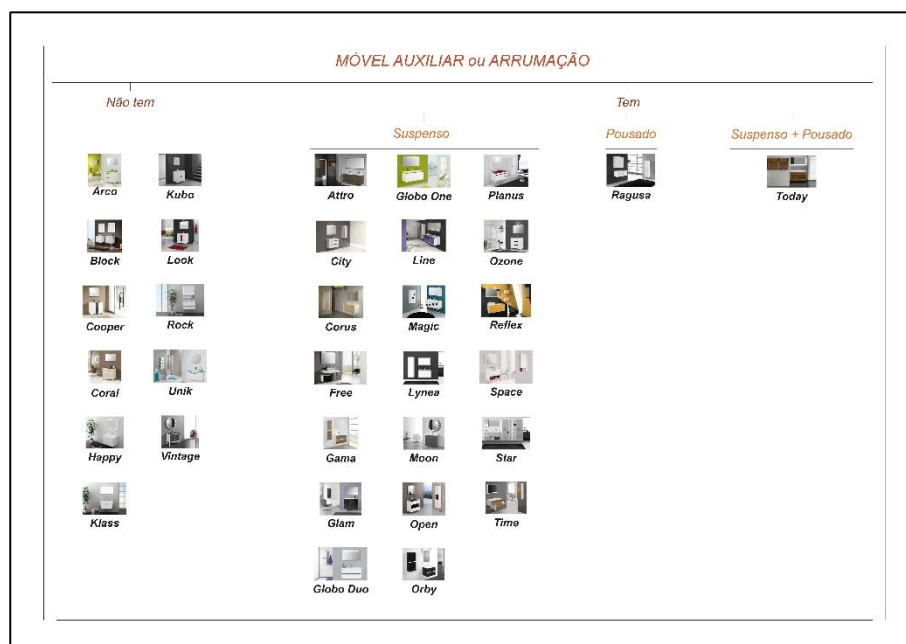 MÓVEL AUXILIAR ou ARRUMAÇÃO
Não tem
Tem
Suspenso
Pousado
Suspenso + Pousado
Arco
Kubo
Attro
Globo One
Planus
Ragusa
Today
Block
Look
City
Line
Ozone
Cooper
Rock
Corus
Magic
Reflex
Coral
Unik
Free
Lynea
Space
Happy
Vintage
Gama
Moon
Star
Klass
Glam
Open
Time
Globo Duo
Orby